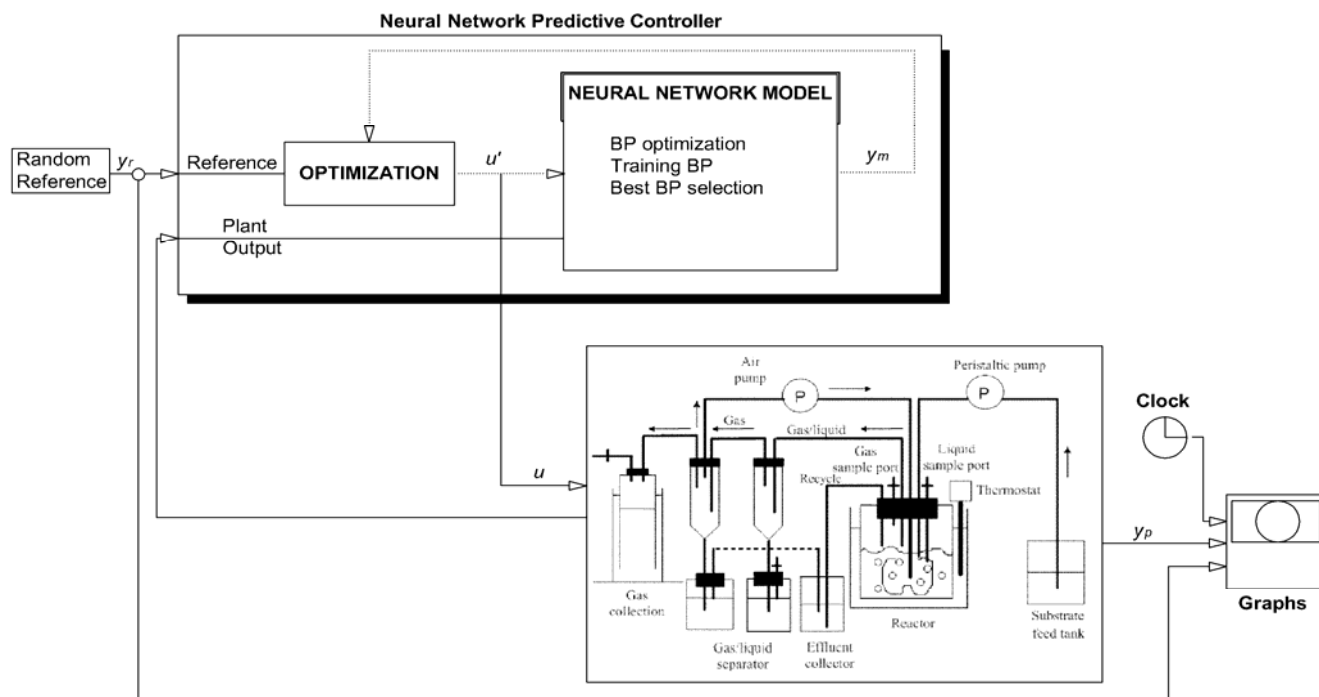 Neural Network Predictive Controller
NEURAL NETWORK MODEL
BP optimization
Training BP
Best BP selection
Random
Reference
yr
Reference
OPTIMIZATION
u'
ym
Plant
Output
Air
pump
P
Peristaltic pump
P
Clock
Gas
Gas/liquid
Gas
sample port
Liquid
sample port
Recycle
Thermostat
u
yp
Gas
collection
Gas/liquid
separator
Effluent
collector
Reactor
Substrate
feed tank
Graphs